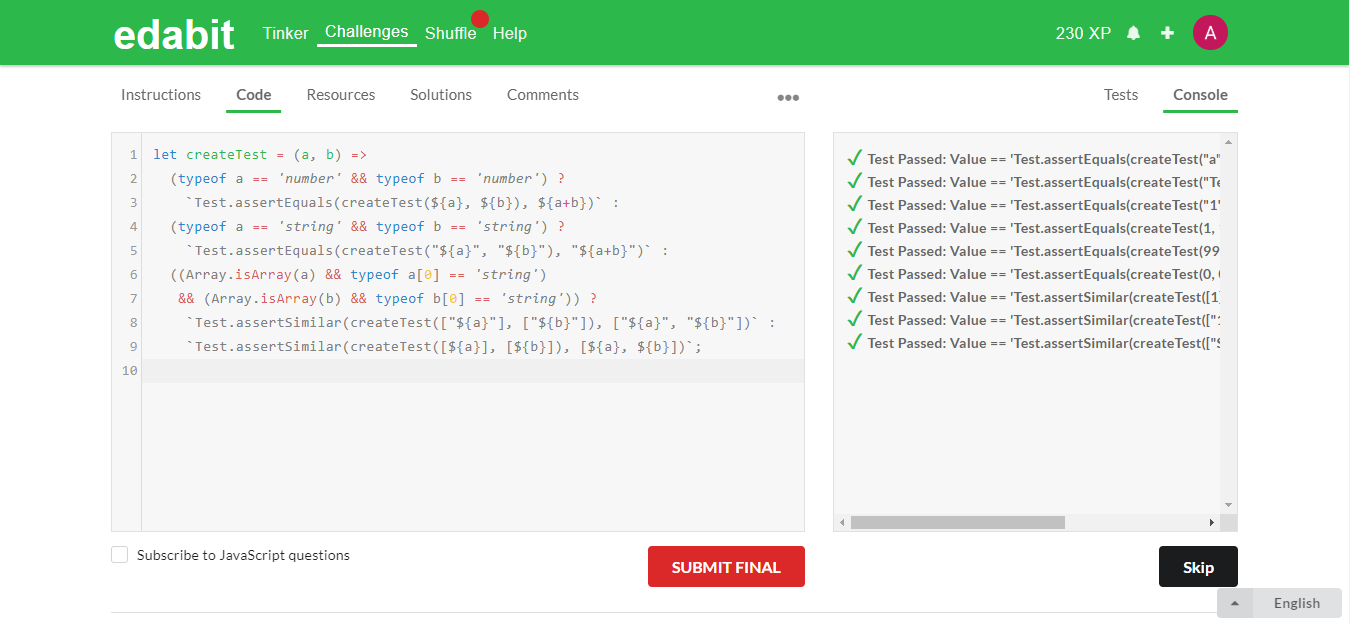 edabit Tinker Challenges Shuffle Help 230 XP A
Instructions Code Resources Solutions Comments Tests Console
1 let createTest = (a, b) =>
2 (typeof a == 'number' && typeof b == 'number') ?
3 `Test.assertEquals(createTest(${a}, ${b}), ${a+b})` :
4 (typeof a == 'string' && typeof b == 'string') ?
5 `Test.assertEquals(createTest("${a}", "${b}"), "${a+b}")` :
6 ((Array.isArray(a) && typeof a[0] == 'string')
7 && (Array.isArray(b) && typeof b[0] == 'string')) ?
8 `Test.assertSimilar(createTest(["${a}"], ["${b}"]), ["${a}", "${b}"])` :
9 `Test.assertSimilar(createTest([${a}], [${b}]), [${a}, ${b}])`;
10
Test Passed: Value == 'Test.assertEquals(createTest("a"
Test Passed: Value == 'Test.assertEquals(createTest("Te
Test Passed: Value == 'Test.assertEquals(createTest("1"
Test Passed: Value == 'Test.assertEquals(createTest(1,
Test Passed: Value == 'Test.assertEquals(createTest(99
Test Passed: Value == 'Test.assertEquals(createTest(0,
Test Passed: Value == 'Test.assertSimilar(createTest([1]
Test Passed: Value == 'Test.assertSimilar(createTest(["1
Test Passed: Value == 'Test.assertSimilar(createTest(["S
Subscribe to JavaScript questions
SUBMIT FINAL
Skip
English